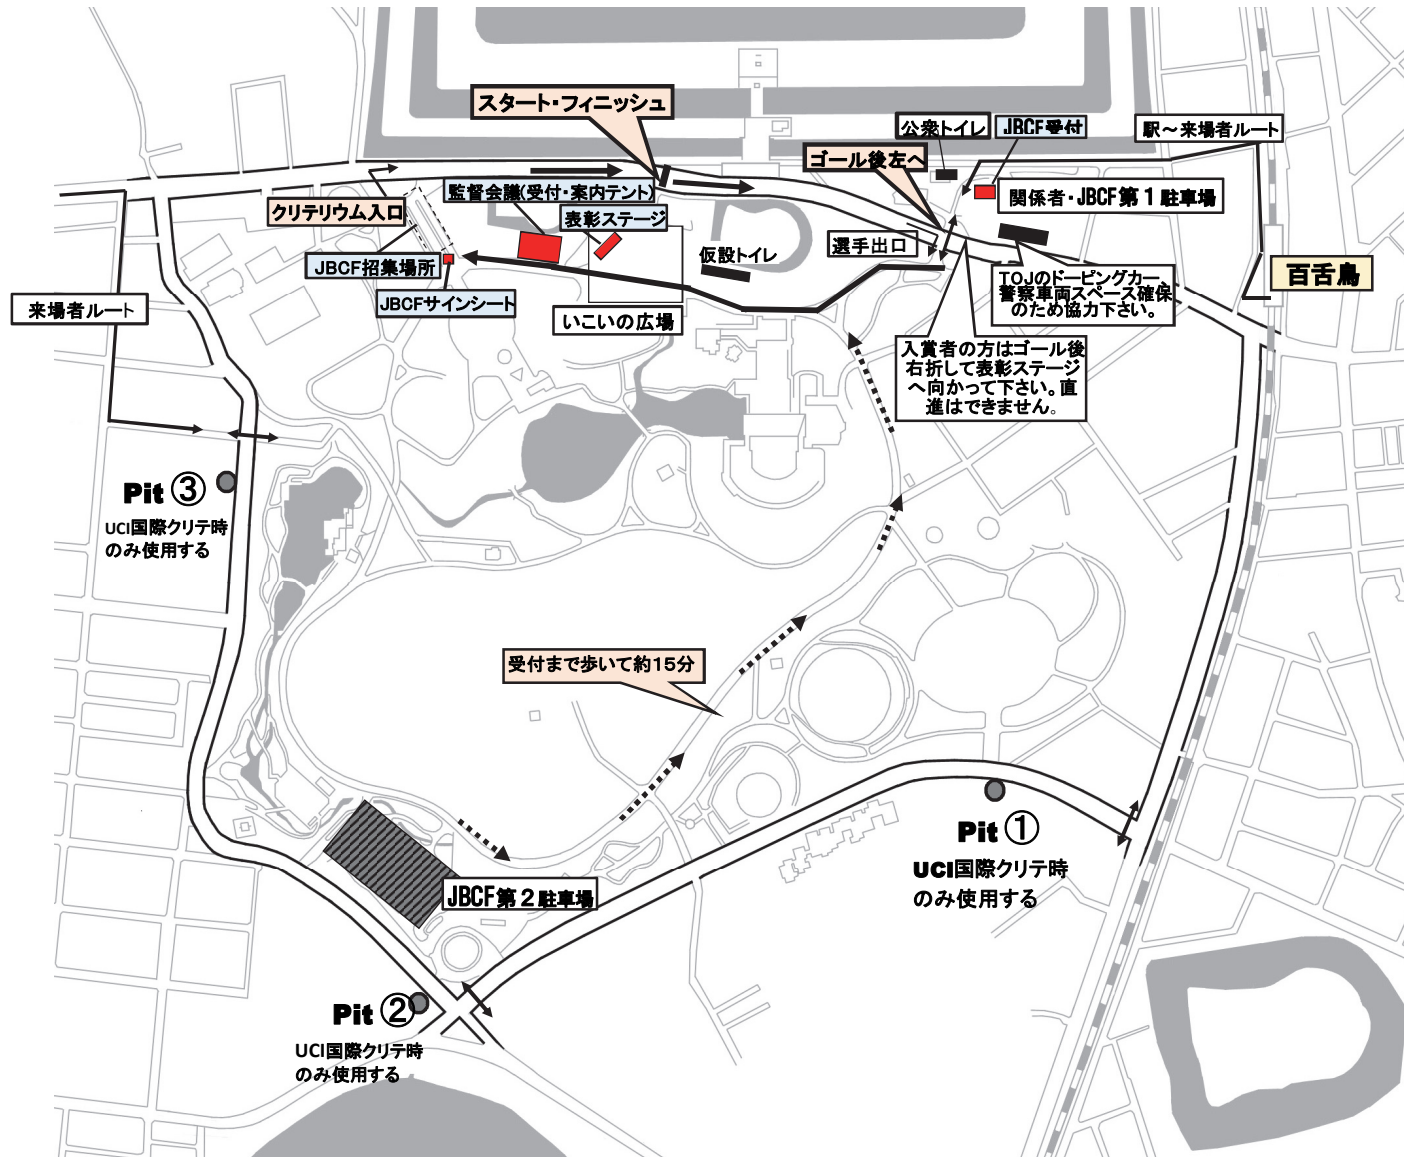 スタート・フィニッシュ
公衆トイレ
JBCF受付
駅～来場者ルート
ゴール後左へ
監督会議(受付・案内テント)
関係者・JBCF第1駐車場
クリテリウム入口
表彰ステージ
選手出口
仮設トイレ
JBCF招集場所
百舌鳥
TOJのドーピングカー、
警察車両スペース確保
のため協力下さい。
JBCFサインシート
来場者ルート
いこいの広場
入賞者の方はゴール後
右折して表彰ステージ
へ向かって下さい。直
進はできません。
Pit ③
UCI国際クリテ時
のみ使用する
受付まで歩いて約15分
Pit ①
UCI国際クリテ時
のみ使用する
JBCF第2駐車場
Pit ②
UCI国際クリテ時
のみ使用する